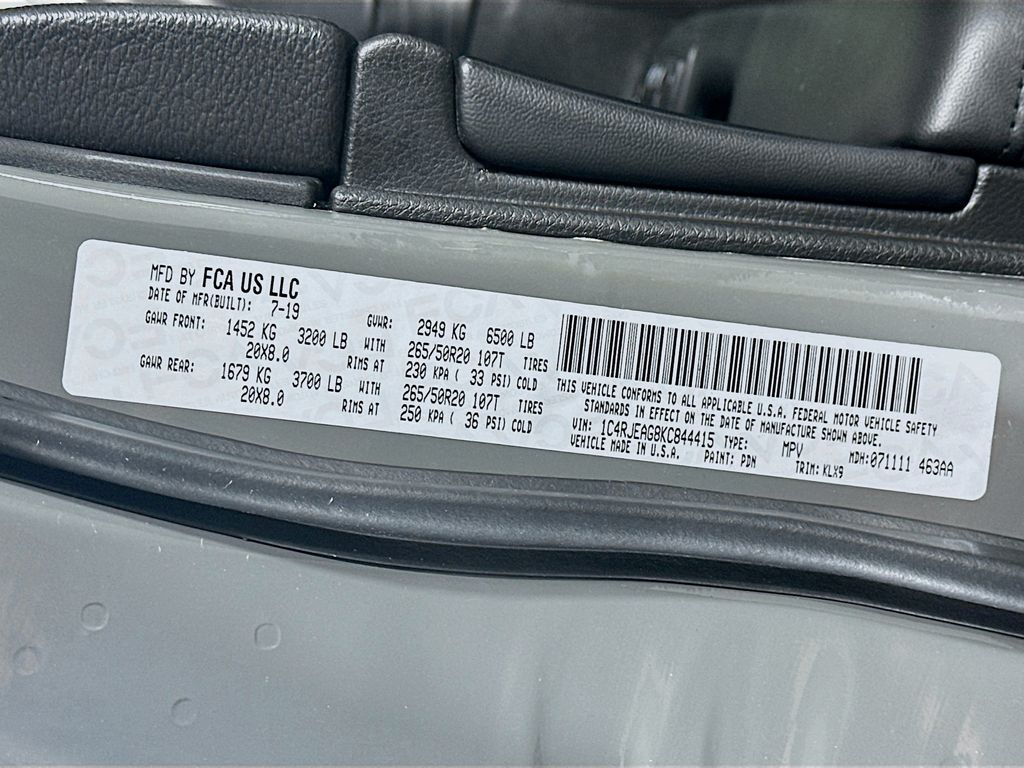 MFD BY FCA US LLC
DATE OF MFR(BUILT): 7-19
GAWR FRONT: 1452 KG 3200 LB
20X8.0 RIMS AT
GAWR REAR: 1679 KG 3700 LB WITH
20X8.0 RIMS AT
GVWR: 2949 KG 6500 LB
WITH 265/50R20 107T TIRES
230 KPA ( 33 PSI) COLD
265/50R20 107T TIRES
250 KPA ( 36 PSI) COLD
THIS VEHICLE CONFORMS TO ALL APPLICABLE U.S.A. FEDERAL MOTOR VEHICLE SAFETY
STANDARDS IN EFFECT ON THE DATE OF MANUFACTURE SHOWN ABOVE.
VIN: 1C4RJEAG8KC844415 TYPE: MPV MDH:071111 463AA
VEHICLE MADE IN U.S.A. PAINT: PDN TRIM: KLX9